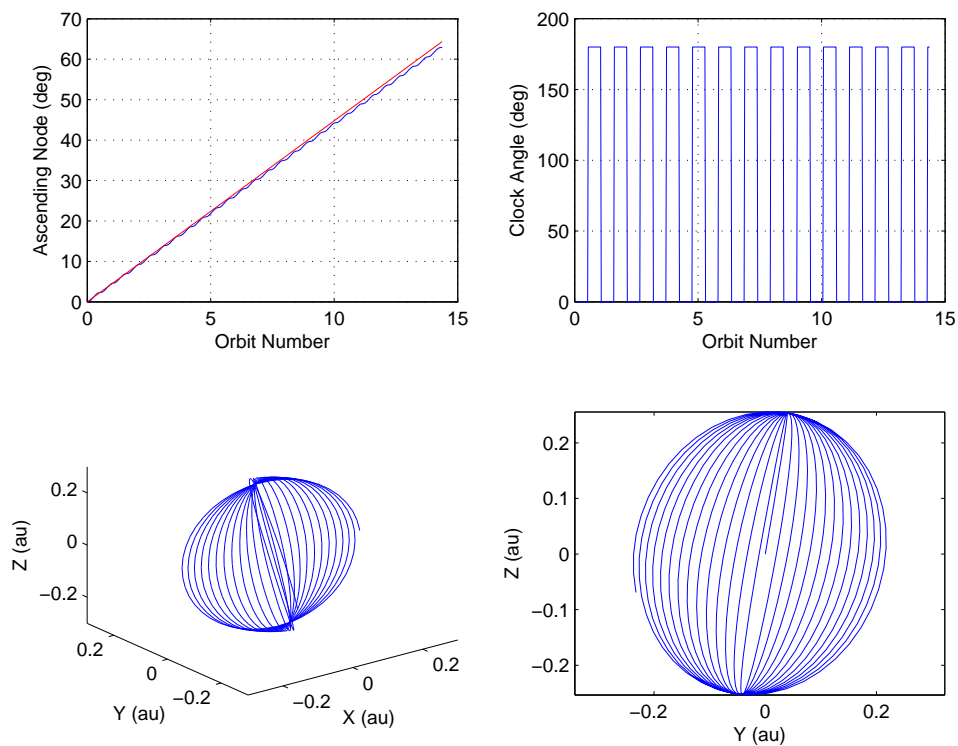 70
60
50
40
30
20
10
0
0 5 10 15
Ascending Node (deg)
Orbit Number
200
150
100
50
0
0 5 10 15
Clock Angle (deg)
Orbit Number
0.2
0
−0.2
Z (au)
0.2
0
−0.2
Y (au)
−0.2
0
0.2
X (au)
0.2
0.1
0
−0.1
−0.2
Z (au)
−0.2 0 0.2
Y (au)